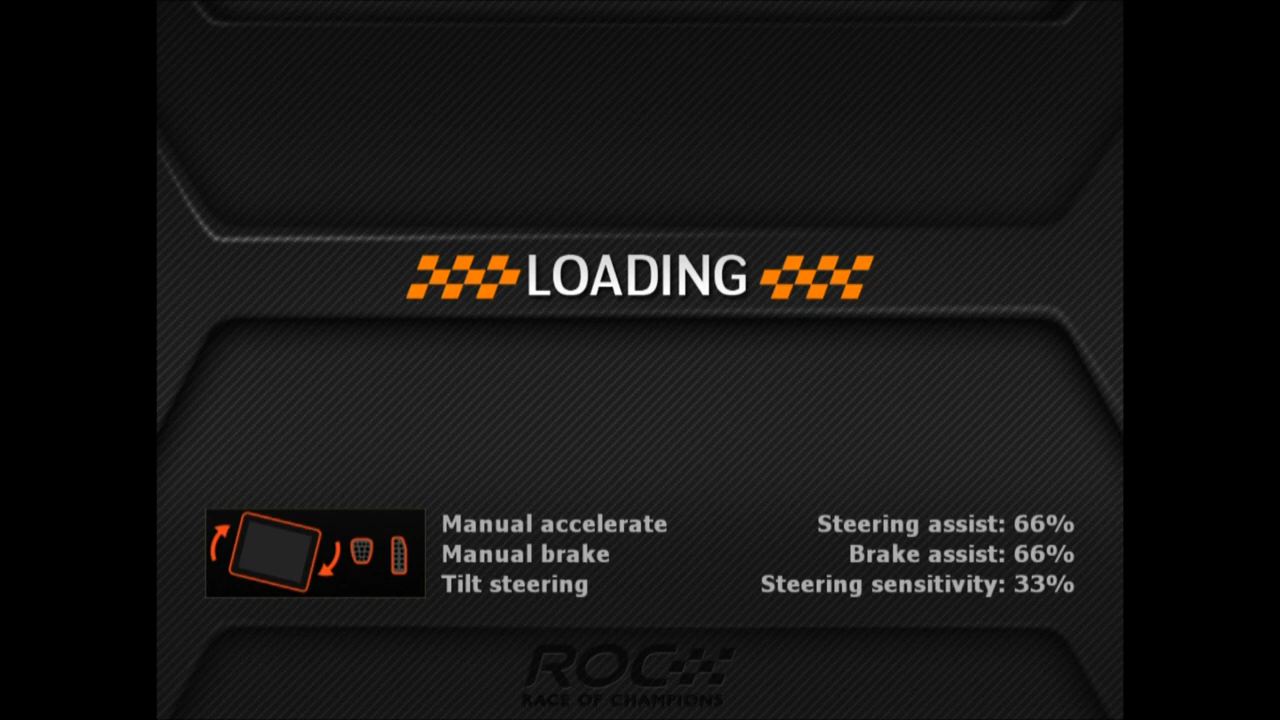 LOADING
Manual accelerate
Manual brake
Tilt steering
Steering assist: 66%
Brake assist: 66%
Steering sensitivity: 33%
ROC
RACE OF CHAMPIONS